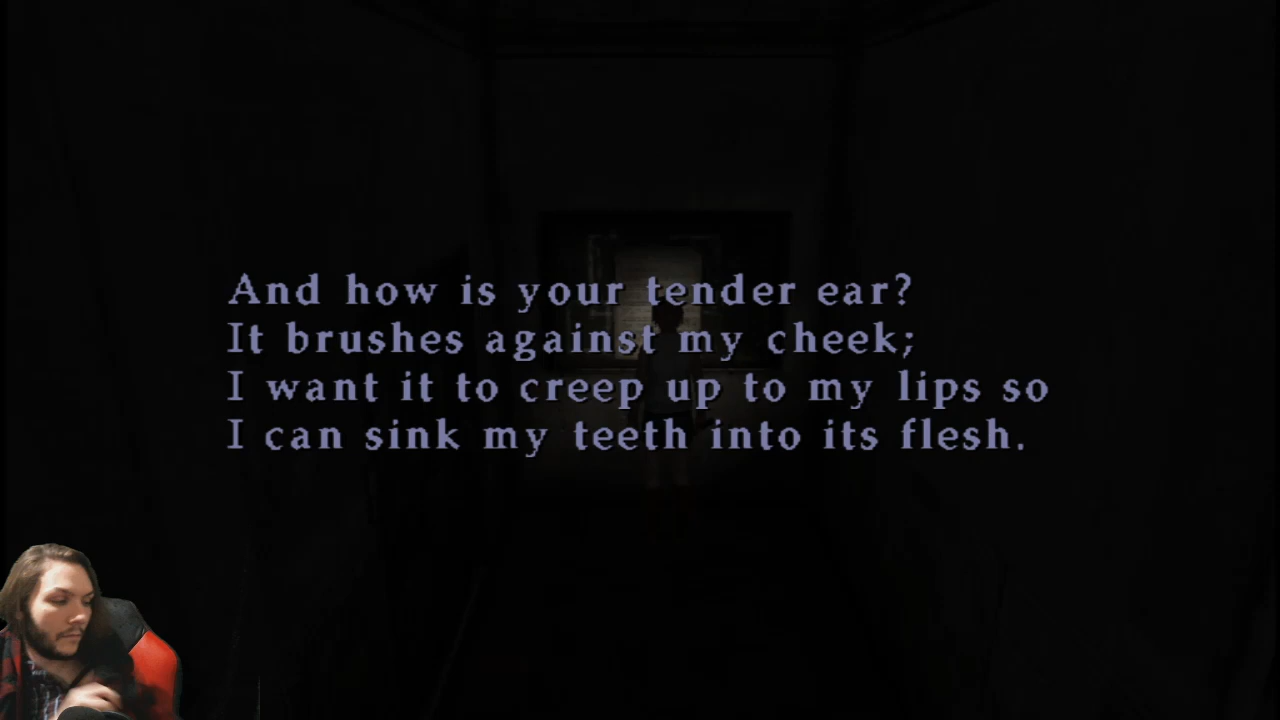 And how is your tender ear?
It brushes against my cheek;
I want it to creep up to my lips so
I can sink my teeth into its flesh.